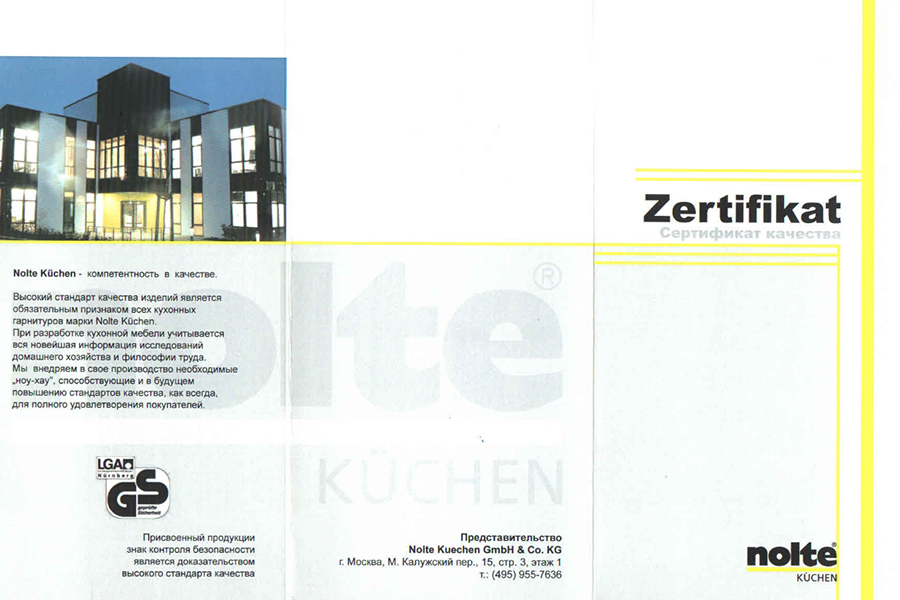 Nolte Küchen - компетентность в качестве.
Высокий стандарт качества изделий является
обязательным признаком всех кухонных
гарнитуров марки Nolte Küchen.
При разработке кухонной мебели учитывается
вся новейшая информация исследований
домашнего хозяйства и философии труда.
Мы внедряем в свое производство необходимые
„ноу-хау", способствующие и в будущем
повышению стандартов качества, как всегда,
для полного удовлетворения покупателей.
LGA
Nürnberg
GS
geprüfte
Sicherheit
Присвоенный продукции
знак контроля безопасности
является доказательством
высокого стандарта качества
nolte®
KÜCHEN
Представительство
Nolte Kuechen GmbH & Co. KG
г. Москва, М. Калужский пер., 15, стр. 3, этаж 1
т.: (495) 955-7636
Zertifikat
Сертификат качества
nolte®
KÜCHEN